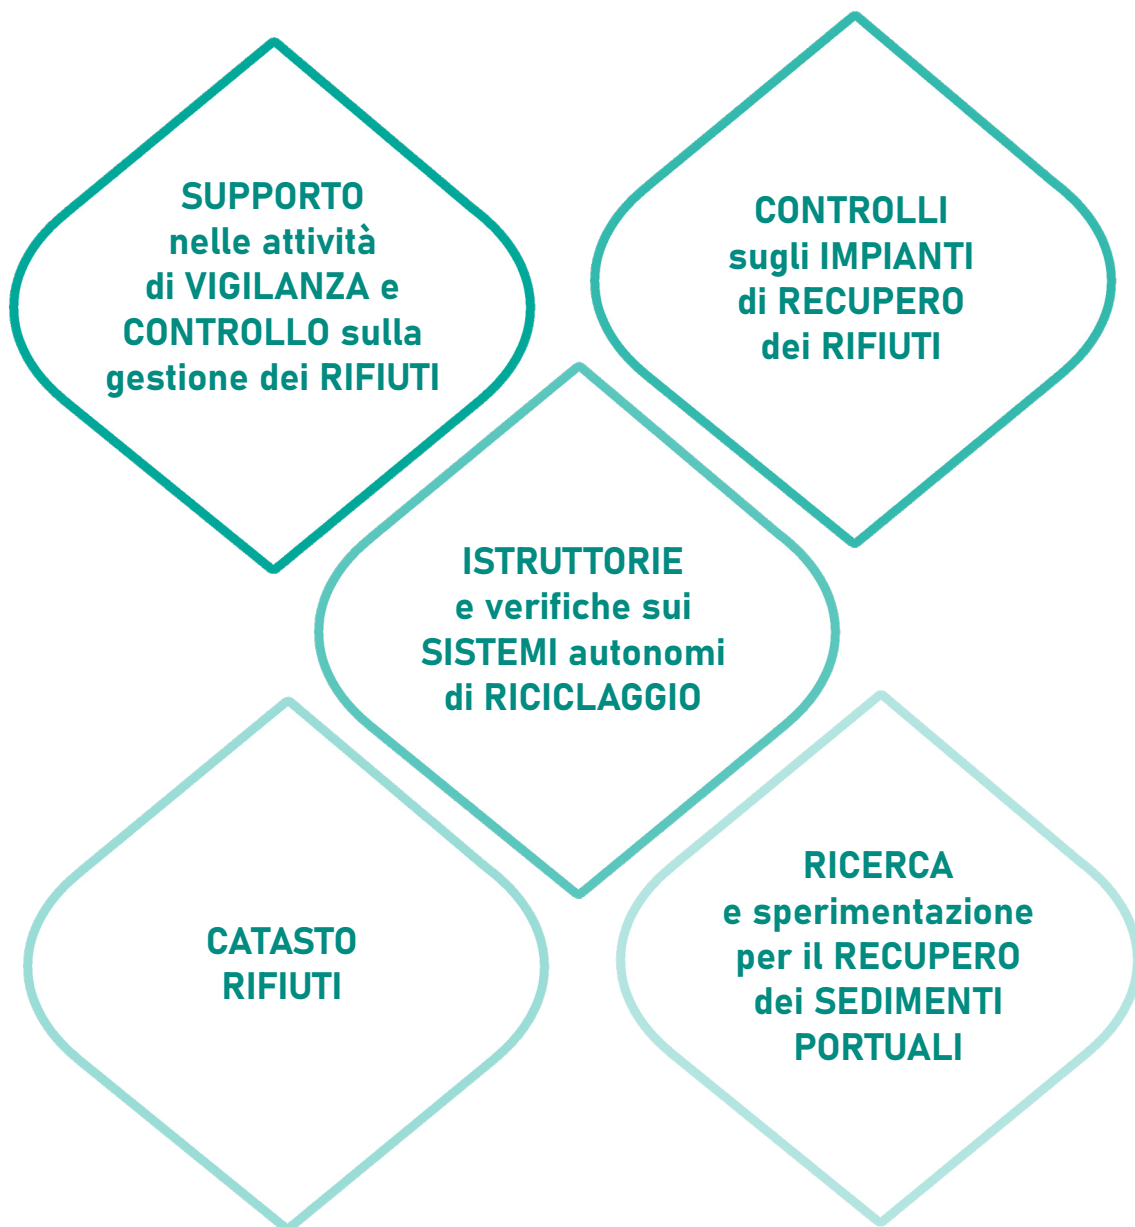 SUPPORTO
nelle attività
di VIGILANZA e
CONTROLLO sulla
gestione dei RIFIUTI
CONTROLLI
sugli IMPIANTI
di RECUPERO
dei RIFIUTI
ISTRUTTORIE
e verifiche sui
SISTEMI autonomi
di RICICLAGGIO
CATASTO
RIFIUTI
RICERCA
e sperimentazione
per il RECUPERO
dei SEDIMENTI
PORTUALI